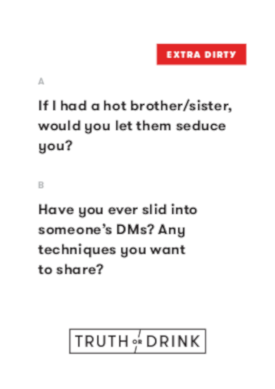 EXTRA DIRTY
A
If I had a hot brother/sister,
would you let them seduce
you?
B
Have you ever slid into
someone's DMs? Any
techniques you want
to share?
TRUTH OR DRINK